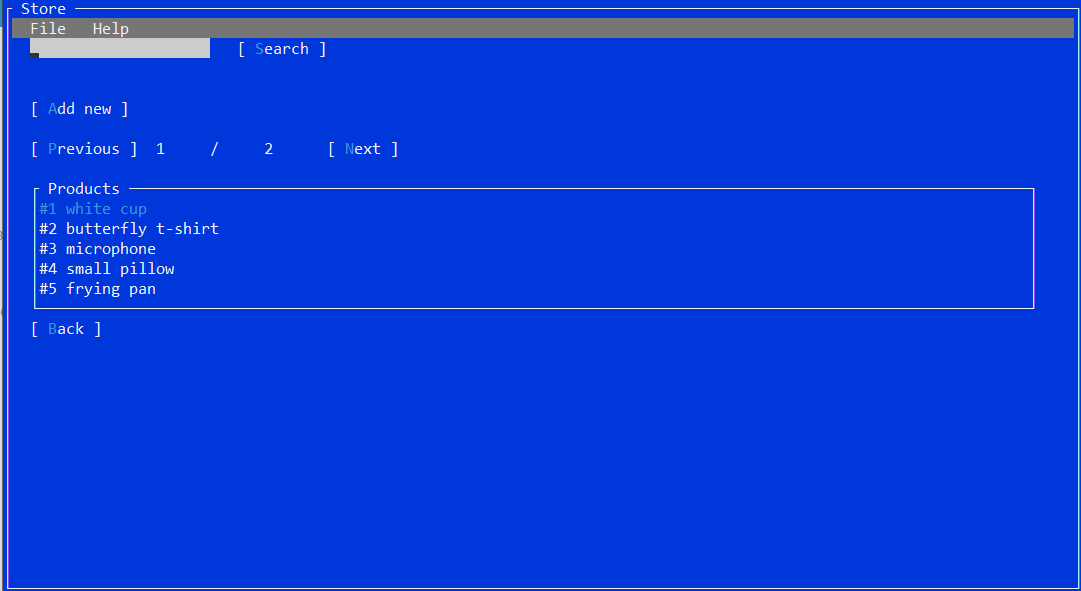 Store
File Help
[ Search ]
[ Add new ]
[ Previous ] 1 / 2 [ Next ]
Products
#1 white cup
#2 butterfly t-shirt
#3 microphone
#4 small pillow
#5 frying pan
[ Back ]